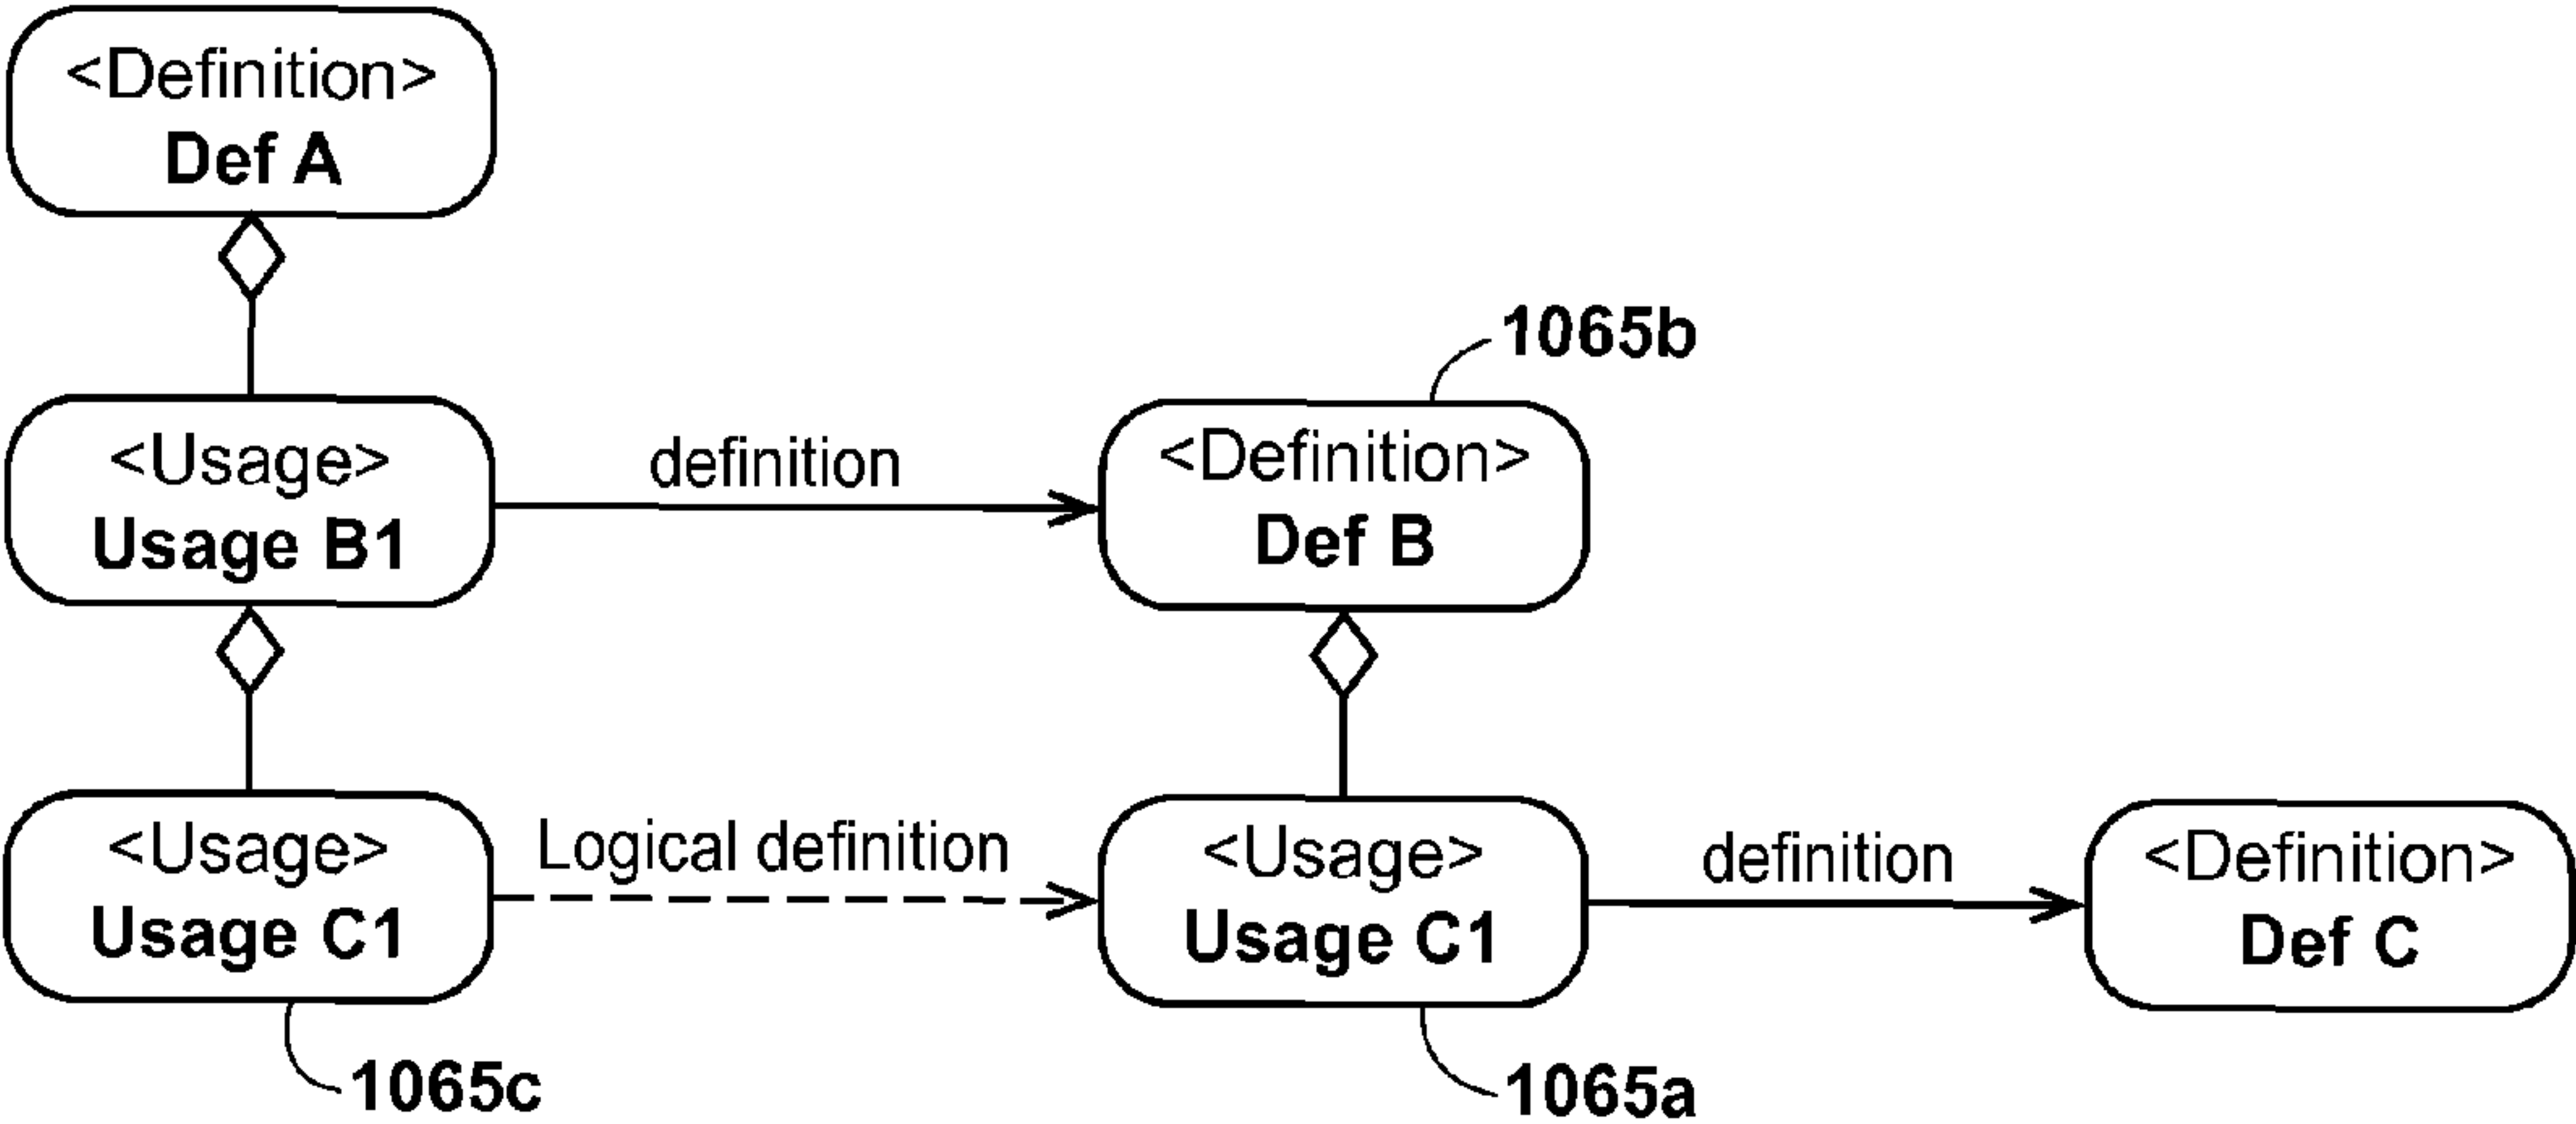 <Definition>
Def A
1065b
<Usage>
Usage B1
definition
<Definition>
Def B
<Usage>
Usage C1
Logical definition
<Usage>
Usage C1
definition
<Definition>
Def C
1065c
1065a